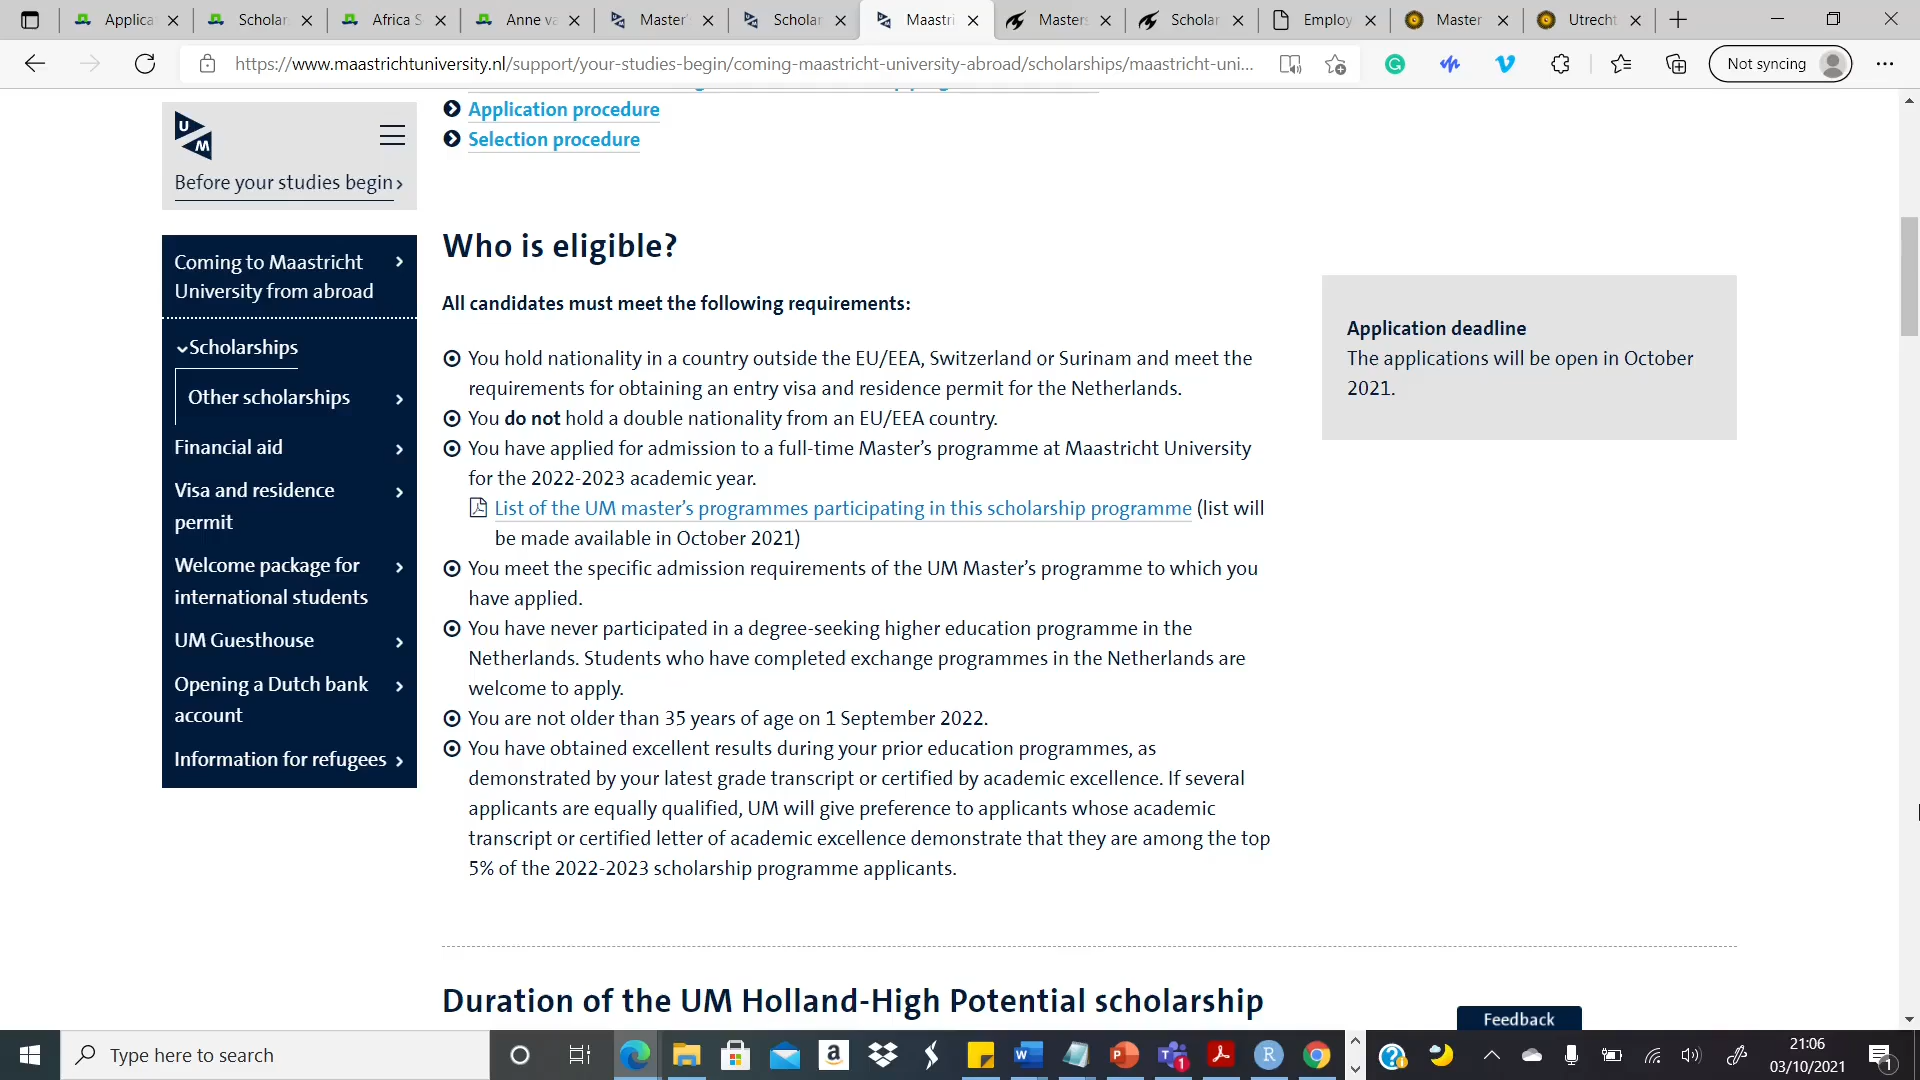 Applica
Scholar
Africa S
Anne va
Master'
Scholar
Maastri
Masters
Scholar
Employ
Master
Utrecht
https://www.maastrichtuniversity.nl/support/your-studies-begin/coming-maastricht-university-abroad/scholarships/maastricht-uni...
Not syncing
UM
Before your studies begin
Coming to Maastricht
University from abroad
Scholarships
Other scholarships
Financial aid
Visa and residence
permit
Welcome package for
international students
UM Guesthouse
Opening a Dutch bank
account
Information for refugees
Application procedure
Selection procedure
Who is eligible?
All candidates must meet the following requirements:
You hold nationality in a country outside the EU/EEA, Switzerland or Surinam and meet the
requirements for obtaining an entry visa and residence permit for the Netherlands.
You do not hold a double nationality from an EU/EEA country.
You have applied for admission to a full-time Master’s programme at Maastricht University
for the 2022-2023 academic year.
List of the UM master’s programmes participating in this scholarship programme (list will
be made available in October 2021)
You meet the specific admission requirements of the UM Master’s programme to which you
have applied.
You have never participated in a degree-seeking higher education programme in the
Netherlands. Students who have completed exchange programmes in the Netherlands are
welcome to apply.
You are not older than 35 years of age on 1 September 2022.
You have obtained excellent results during your prior education programmes, as
demonstrated by your latest grade transcript or certified by academic excellence. If several
applicants are equally qualified, UM will give preference to applicants whose academic
transcript or certified letter of academic excellence demonstrate that they are among the top
5% of the 2022-2023 scholarship programme applicants.
Application deadline
The applications will be open in October
2021.
Duration of the UM Holland-High Potential scholarship
Feedback
Type here to search
21:06
03/10/2021
1